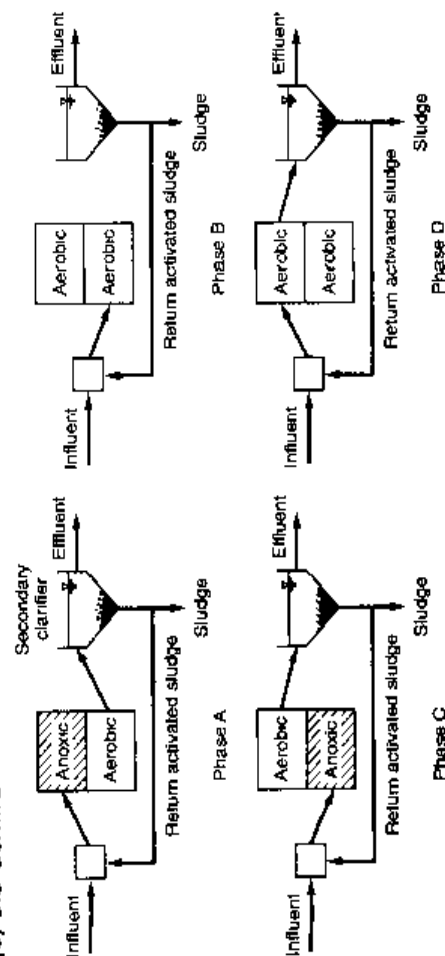 Secondary
clarifier
Effluent
Influent
Anoxic
Aerobic
Return activated sludge
Sludge
Phase A
Effluent
Influent
Aerobic
Aerobic
Return activated sludge
Sludge
Phase B
Effluent
Influent
Aerobic
Anoxic
Return activated sludge
Sludge
Phase C
Effluent
Influent
Aerobic
Aerobic
Return activated sludge
Sludge
Phase D